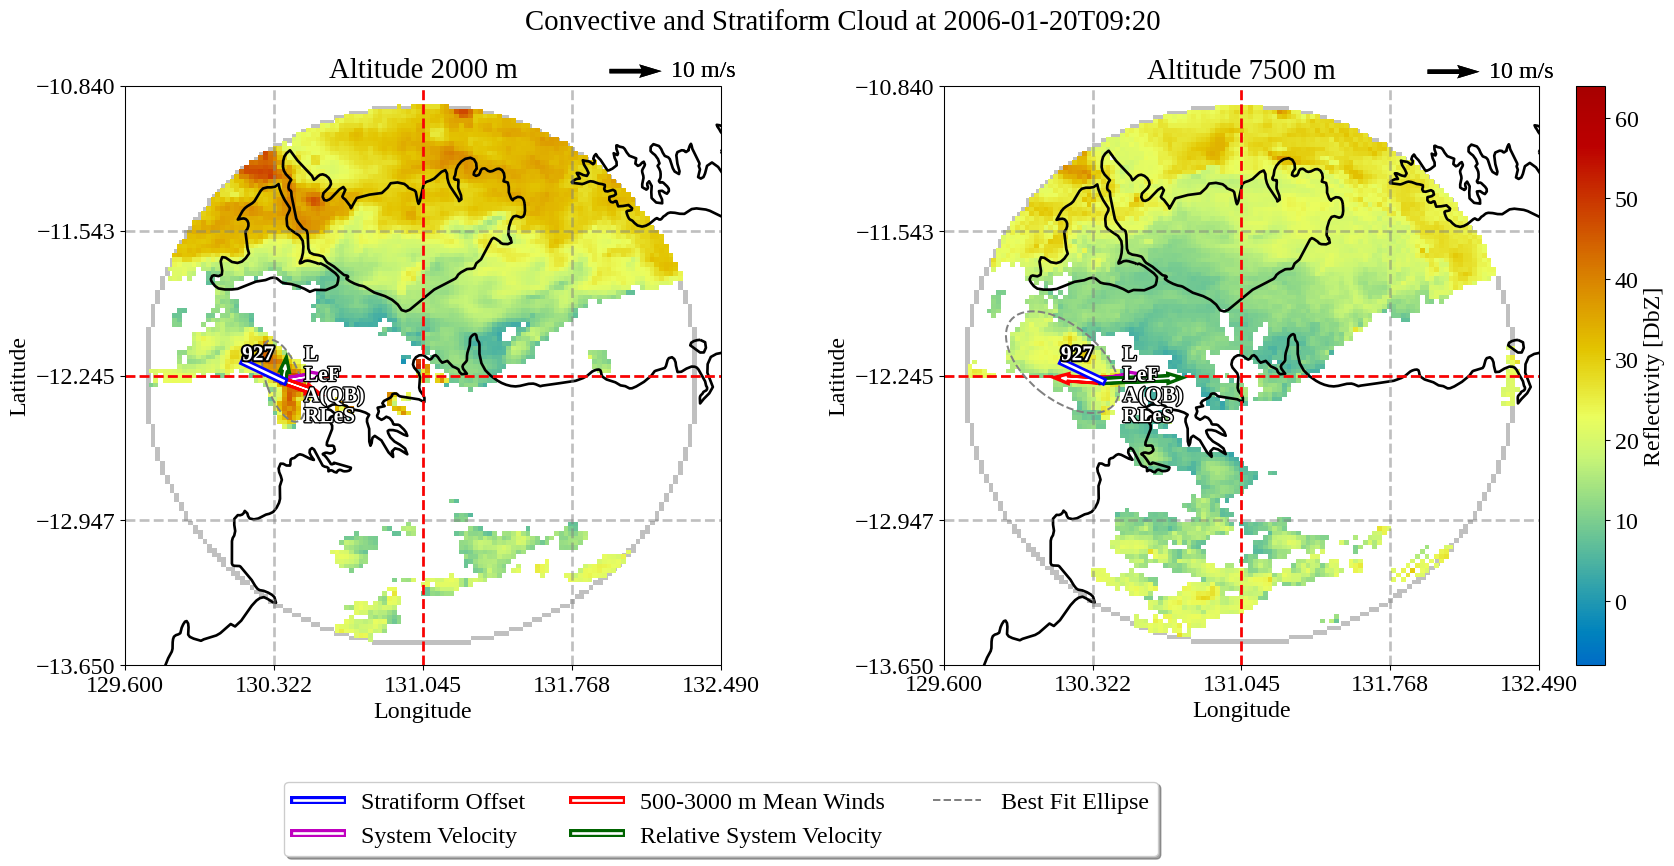 Convective and Stratiform Cloud at 2006-01-20T09:20
Altitude 2000 m
10 m/s
−10.840
−11.543
−12.245
−12.947
−13.650
Latitude
927
L
LeF
A(QB)
RLeS
129.600
130.322
131.045
131.768
132.490
Longitude
Altitude 7500 m
10 m/s
−10.840
−11.543
−12.245
−12.947
−13.650
Latitude
927
L
LeF
A(QB)
RLeS
129.600
130.322
131.045
131.768
132.490
Longitude
60
50
40
30
20
10
0
Reflectivity [DbZ]
Stratiform Offset
System Velocity
500-3000 m Mean Winds
Relative System Velocity
Best Fit Ellipse